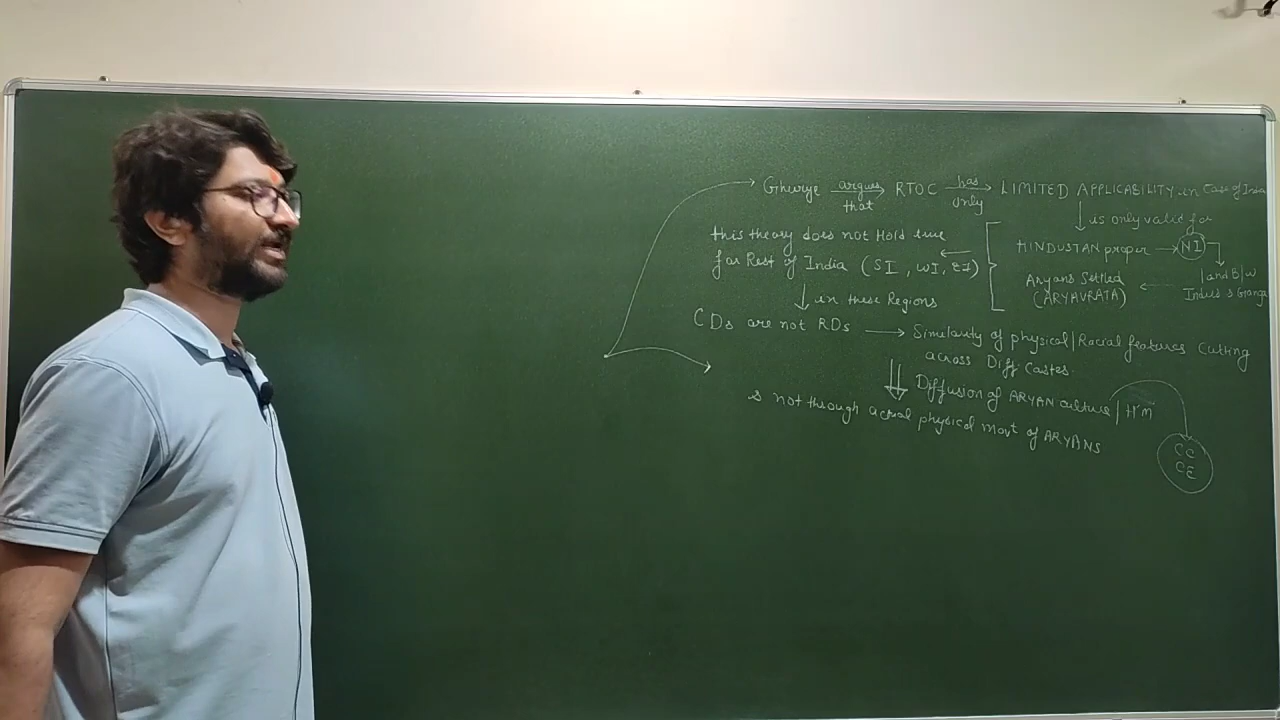 Ghurye argues that → RTOC has only → LIMITED APPLICABILITY in Case of India
↓ is only valid for
HINDUSTAN proper → NI
land B/w Indus & Ganga
Aryans Settled
(ARYAVRATA)
this theory does not Hold true
for Rest of India (SI, WI, EI)
↓ in these Regions
CDs are not RDs → Similarity of physical/Racial features Cutting
across Diff Castes.
Diffusion of ARYAN culture/H'm
is not through actual physical movt of ARYANS